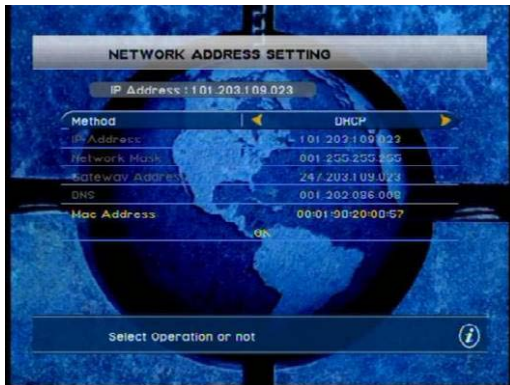 NETWORK ADDRESS SETTING
IP Address : 101.203.109.023
Method DHCP
IP-Address 101.203.109.023
Network Mask 001.255.255.255
Gateway Address 247.203.109.023
DNS 001.202.086.008
Mac Address 00:01:90:20:00:57
OK
Select Operation or not
i